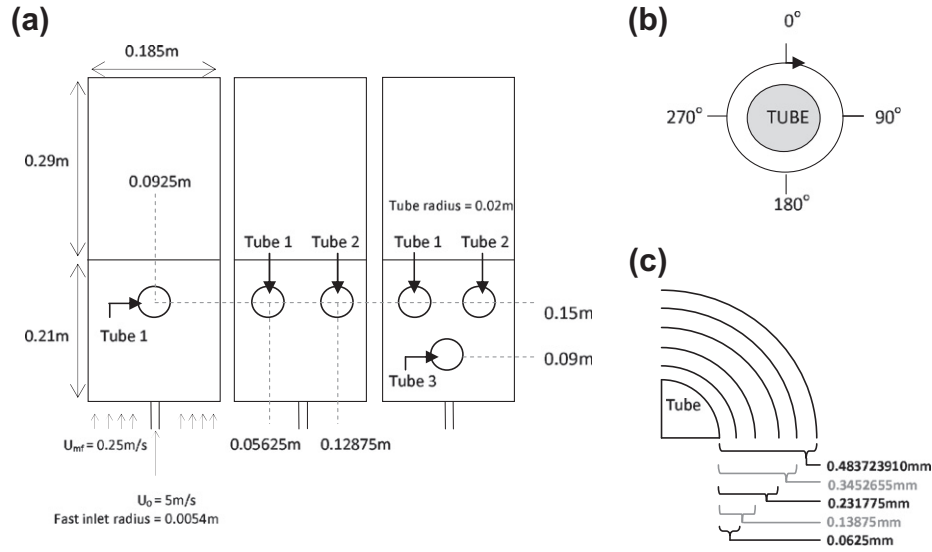 (a)
0.185m
0.29m
0.0925m
Tube radius = 0.02m
Tube 1
Tube 2
Tube 1
Tube 2
0.21m
Tube 1
0.15m
Tube 3
0.09m
Umf = 0.25m/s
0.05625m
0.12875m
Uo = 5m/s
Fast inlet radius = 0.0054m
(b)
0°
270°
TUBE
90°
180°
(c)
Tube
0.483723910mm
0.3452655mm
0.231775mm
0.13875mm
0.0625mm